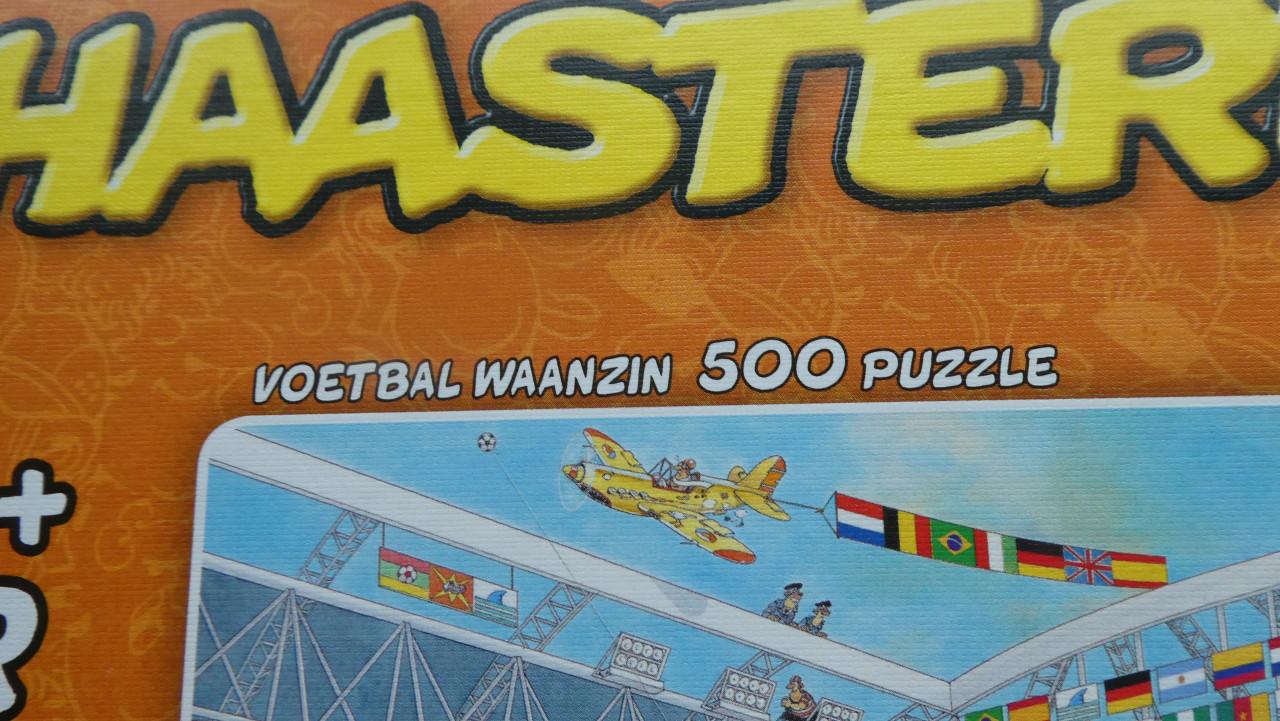 HAASTER
VOETBAL WAANZIN 500 PUZZLE
+
R